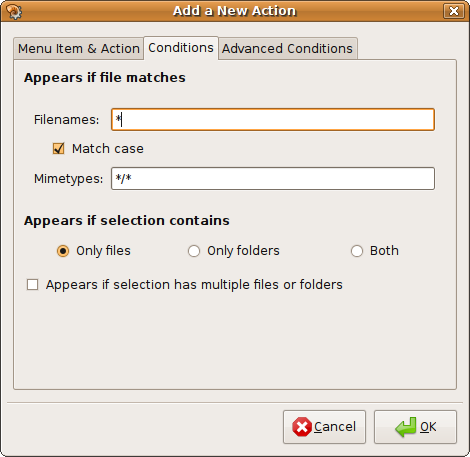 Add a New Action
Menu Item & Action Conditions Advanced Conditions
Appears if file matches
Filenames: *
Match case
Mimetypes: */*
Appears if selection contains
Only files Only folders Both
Appears if selection has multiple files or folders
Cancel OK